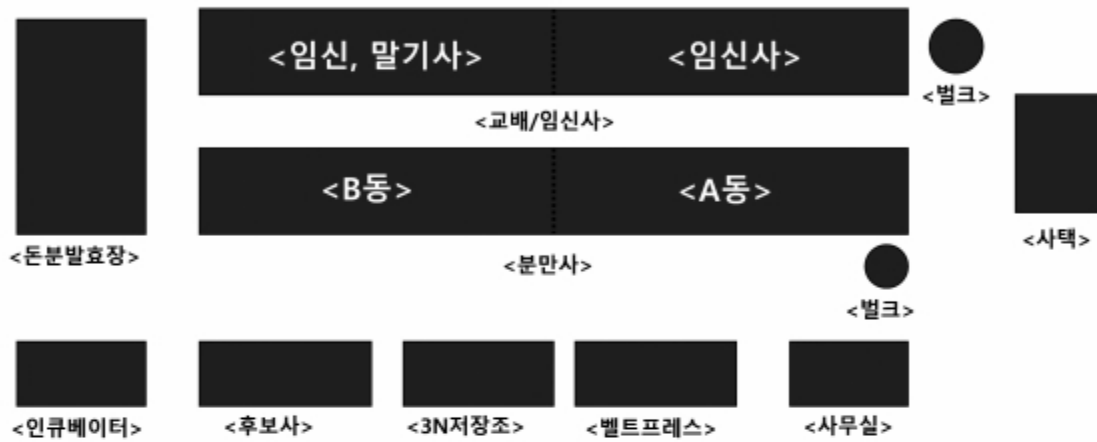 <임신, 말기사> <임신사>
<벌크>
<교배/임신사>
<B동> <A동>
<사택>
<돈분발효장>
<분만사>
<벌크>
<인큐베이터> <후보사> <3N저장조> <벨트프레스> <사무실>